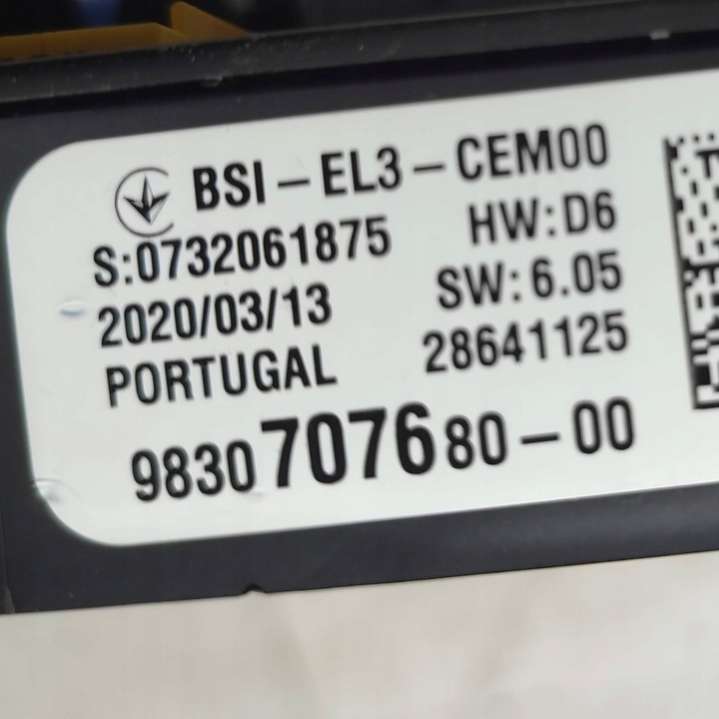 BSI-EL3-CEM00
S:0732061875 HW:D6
2020/03/13 SW:6.05
PORTUGAL 28641125
9830707680-00